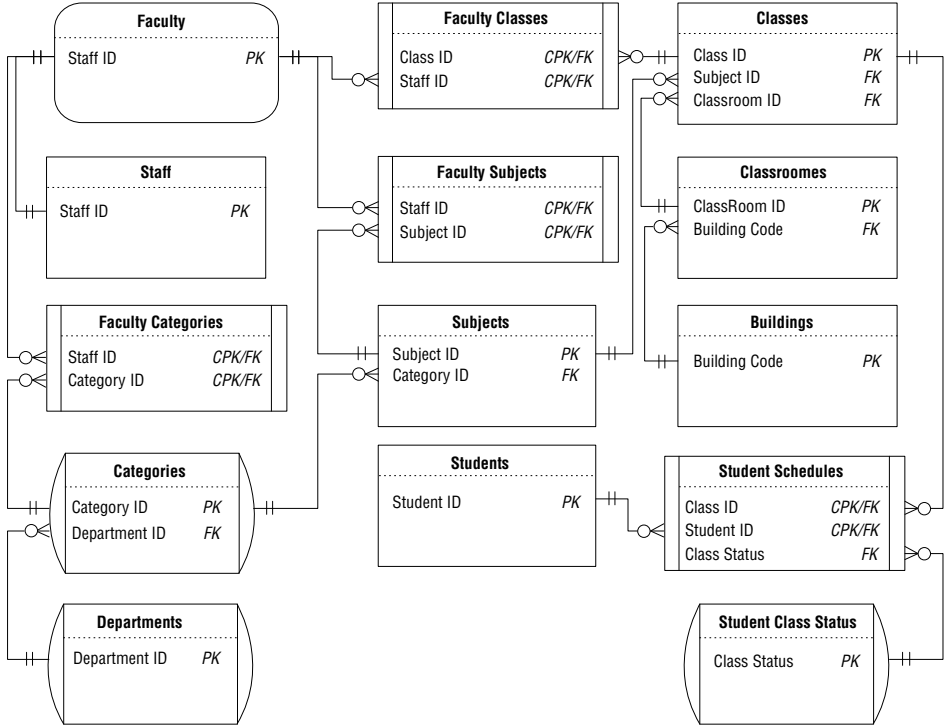 Faculty
Staff ID PK
Faculty Classes
Class ID CPK/FK
Staff ID CPK/FK
Classes
Class ID PK
Subject ID FK
Classroom ID FK
Staff
Staff ID PK
Faculty Subjects
Staff ID CPK/FK
Subject ID CPK/FK
Classroomes
ClassRoom ID PK
Building Code FK
Faculty Categories
Staff ID CPK/FK
Category ID CPK/FK
Subjects
Subject ID PK
Category ID FK
Buildings
Building Code PK
Categories
Category ID PK
Department ID FK
Students
Student ID PK
Student Schedules
Class ID CPK/FK
Student ID CPK/FK
Class Status FK
Departments
Department ID PK
Student Class Status
Class Status PK